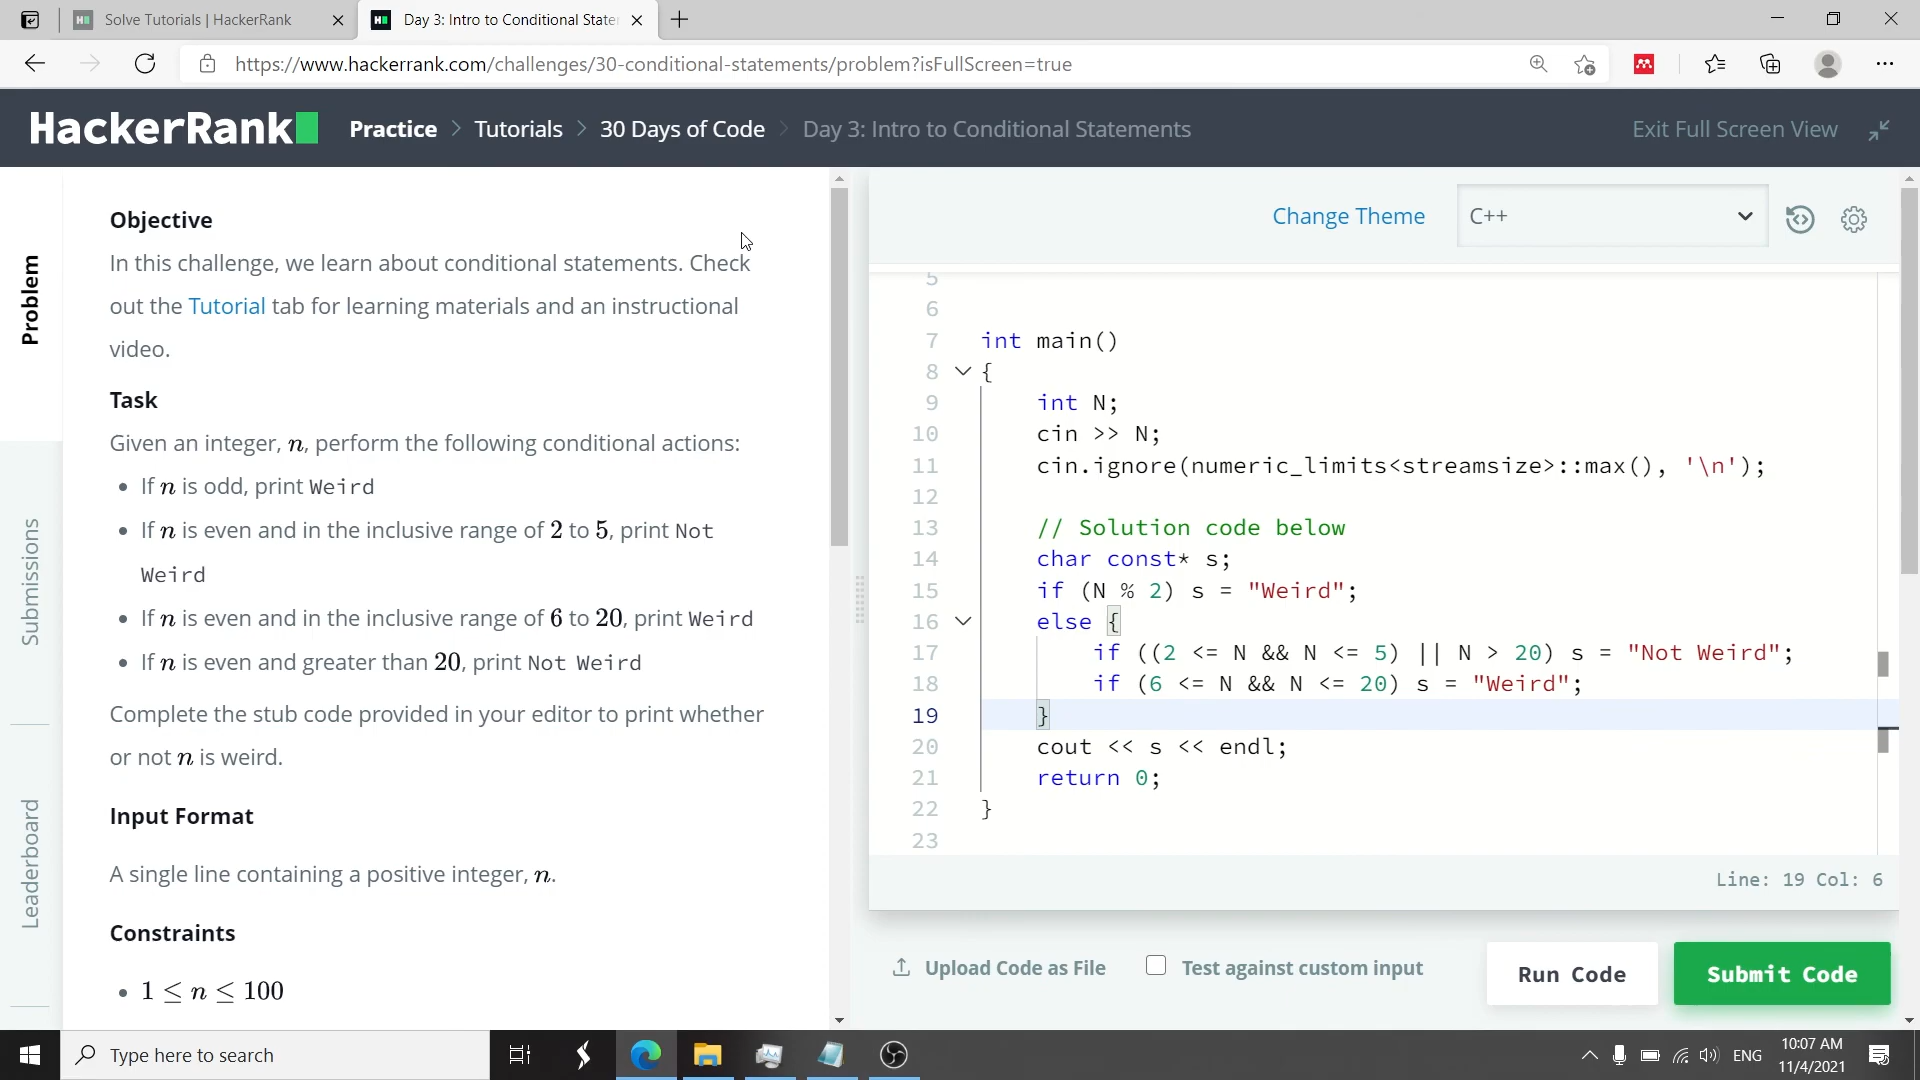 Solve Tutorials | HackerRank
Day 3: Intro to Conditional State
https://www.hackerrank.com/challenges/30-conditional-statements/problem?isFullScreen=true
HackerRank
Practice > Tutorials > 30 Days of Code > Day 3: Intro to Conditional Statements
Exit Full Screen View
Problem
Submissions
Leaderboard
Objective
In this challenge, we learn about conditional statements. Check
out the Tutorial tab for learning materials and an instructional
video.
Task
Given an integer, n, perform the following conditional actions:
• If n is odd, print Weird
• If n is even and in the inclusive range of 2 to 5, print Not
Weird
• If n is even and in the inclusive range of 6 to 20, print Weird
• If n is even and greater than 20, print Not Weird
Complete the stub code provided in your editor to print whether
or not n is weird.
Input Format
A single line containing a positive integer, n.
Constraints
• 1 ≤ n ≤ 100
Change Theme
C++
5
6
7 int main()
8 {
9 int N;
10 cin >> N;
11 cin.ignore(numeric_limits<streamsize>::max(), '\n');
12
13 // Solution code below
14 char const* s;
15 if (N % 2) s = "Weird";
16 else {
17 if ((2 <= N && N <= 5) || N > 20) s = "Not Weird";
18 if (6 <= N && N <= 20) s = "Weird";
19 }
20 cout << s << endl;
21 return 0;
22 }
23
Line: 19 Col: 6
Upload Code as File
Test against custom input
Run Code
Submit Code
Type here to search
ENG
10:07 AM
11/4/2021